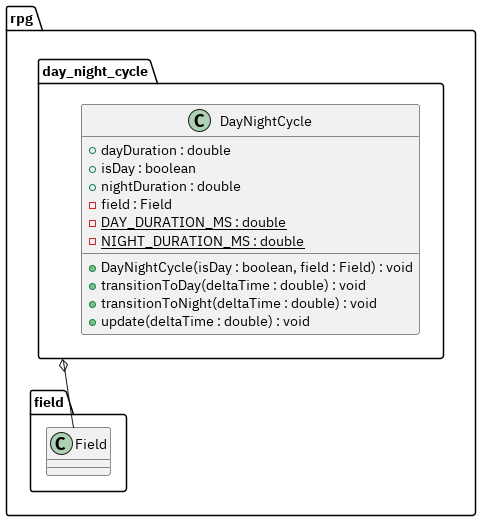 rpg
day_night_cycle
C DayNightCycle
dayDuration : double
isDay : boolean
nightDuration : double
field : Field
DAY_DURATION_MS : double
NIGHT_DURATION_MS : double
DayNightCycle(isDay : boolean, field : Field) : void
transitionToDay(deltaTime : double) : void
transitionToNight(deltaTime : double) : void
update(deltaTime : double) : void
field
C Field